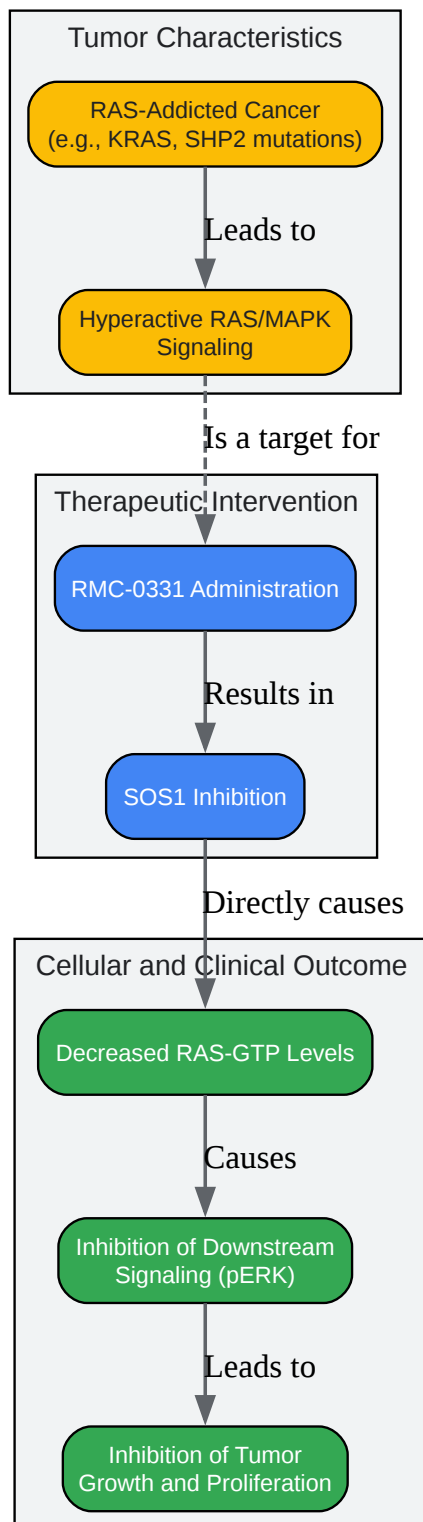 Tumor Characteristics
RAS-Addicted Cancer
(e.g., KRAS, SHP2 mutations)
Leads to
Hyperactive RAS/MAPK
Signaling
Is a target for
Therapeutic Intervention
RMC-0331 Administration
Results in
SOS1 Inhibition
Directly causes
Cellular and Clinical Outcome
Decreased RAS-GTP Levels
Causes
Inhibition of Downstream
Signaling (pERK)
Leads to
Inhibition of Tumor
Growth and Proliferation